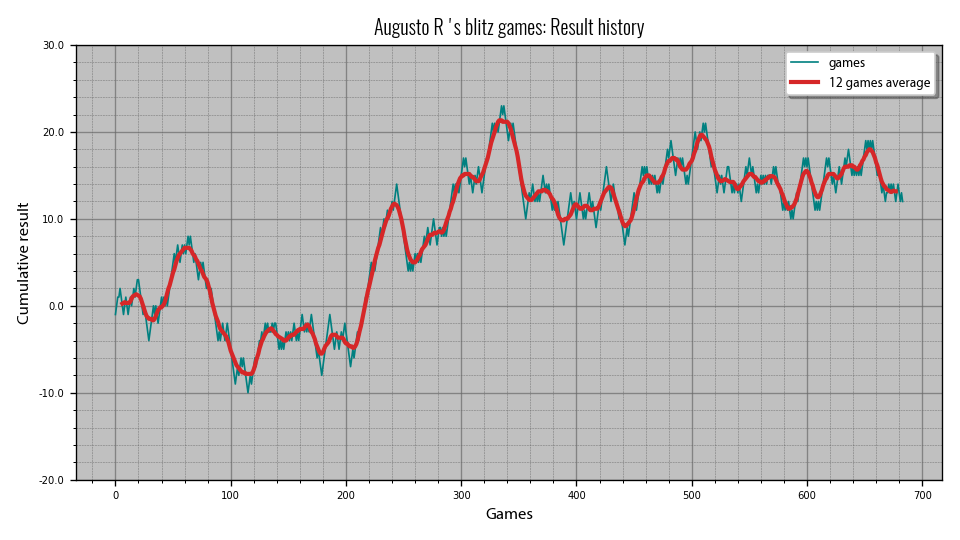 Augusto R 's blitz games: Result history
games
12 games average
Cumulative result
30.0
20.0
10.0
0.0
-10.0
-20.0
0 100 200 300 400 500 600 700
Games